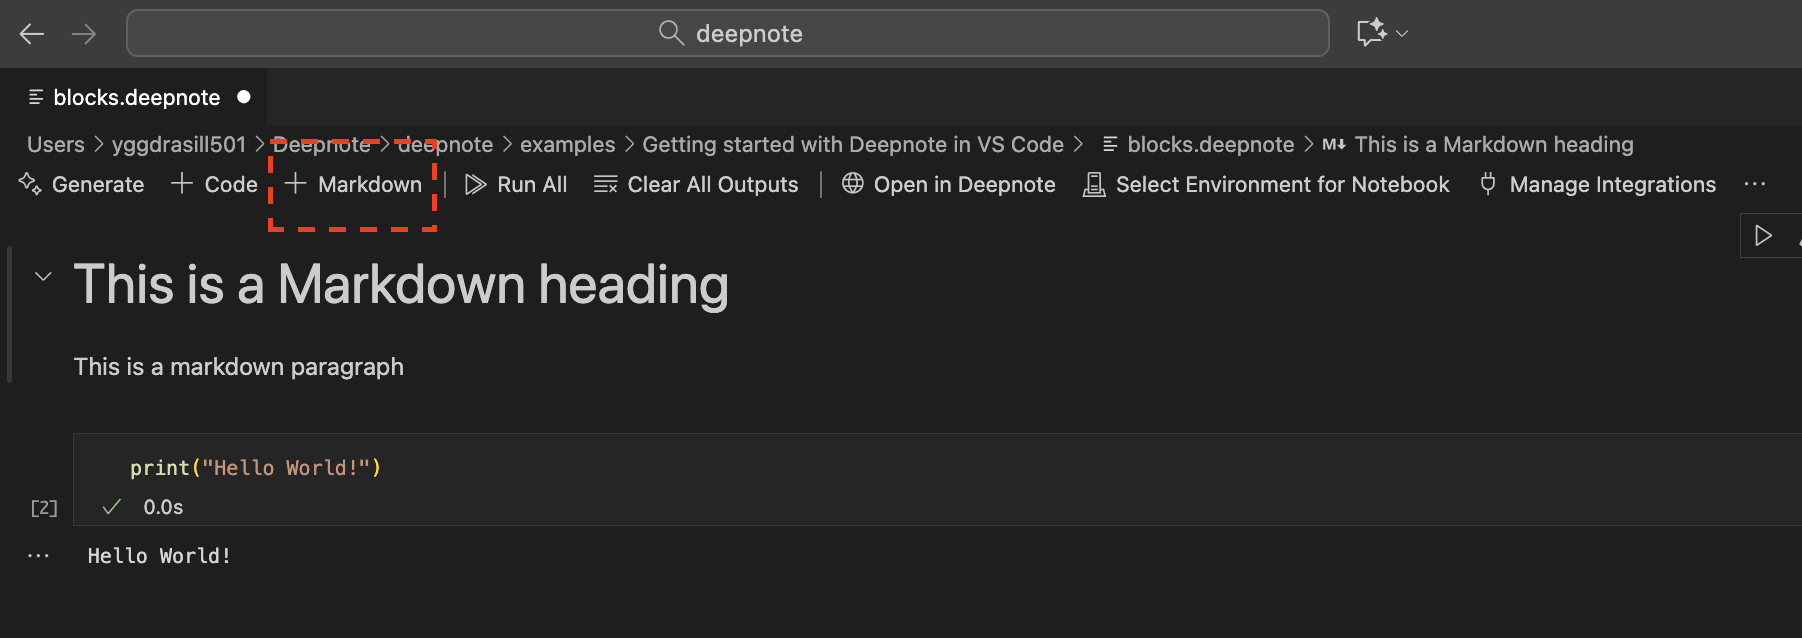 deepnote
blocks.deepnote
Users > yggdrasill501 > Deepnote > deepnote > examples > Getting started with Deepnote in VS Code > blocks.deepnote > M↓ This is a Markdown heading
Generate + Code + Markdown | Run All Clear All Outputs | Open in Deepnote Select Environment for Notebook Manage Integrations ...
This is a Markdown heading
This is a markdown paragraph
print("Hello World!")
[2] ✓ 0.0s
... Hello World!